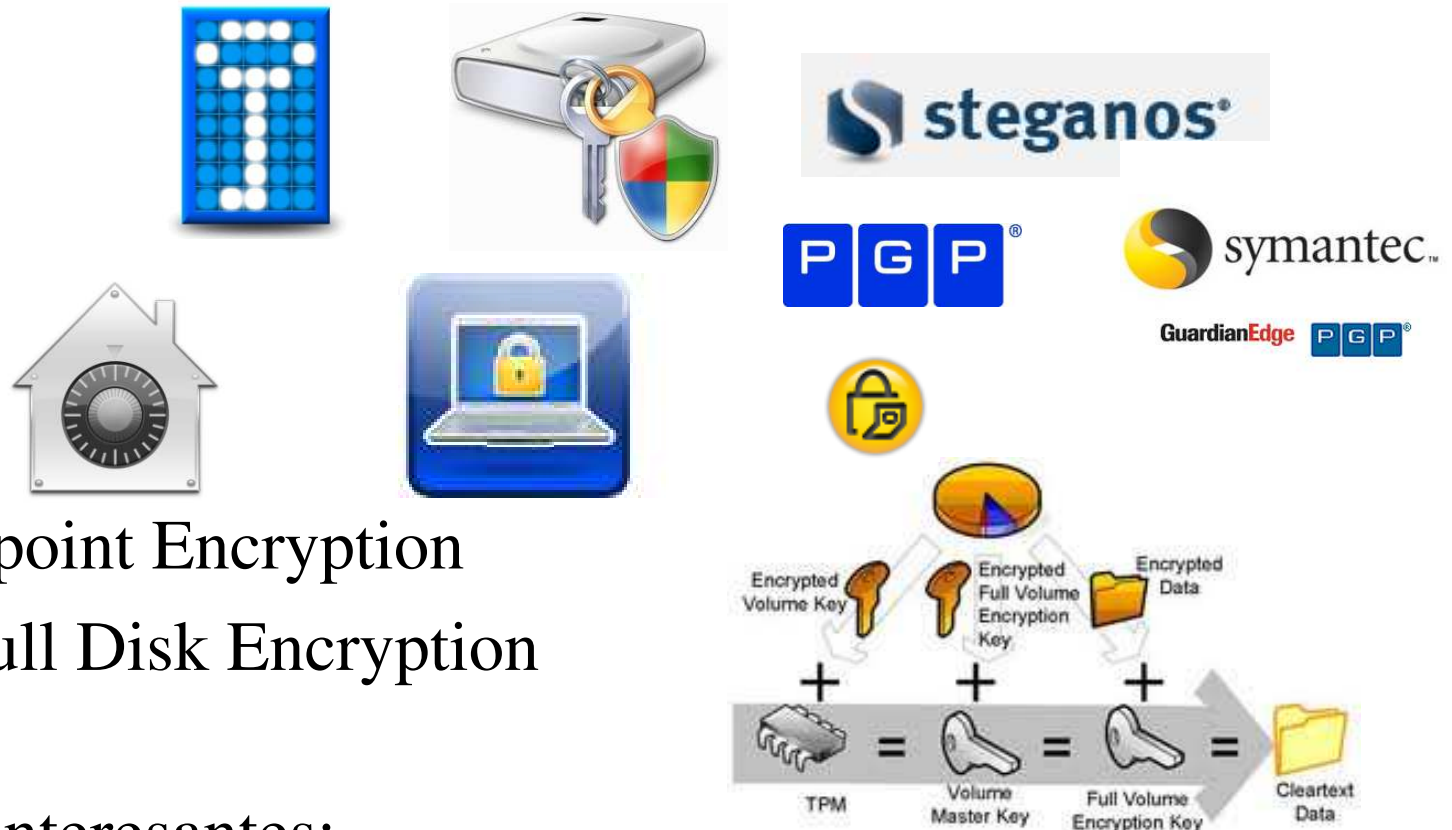 steganos®
PGP®
symantec™
GuardianEdge PGP®
point Encryption
ull Disk Encryption
nteresantes:
Encrypted
Volume Key
Encrypted
Full Volume
Encryption
Key
Encrypted
Data
+ + +
= = =
TPM
Volume
Master Key
Full Volume
Encryption Key
Cleartext
Data